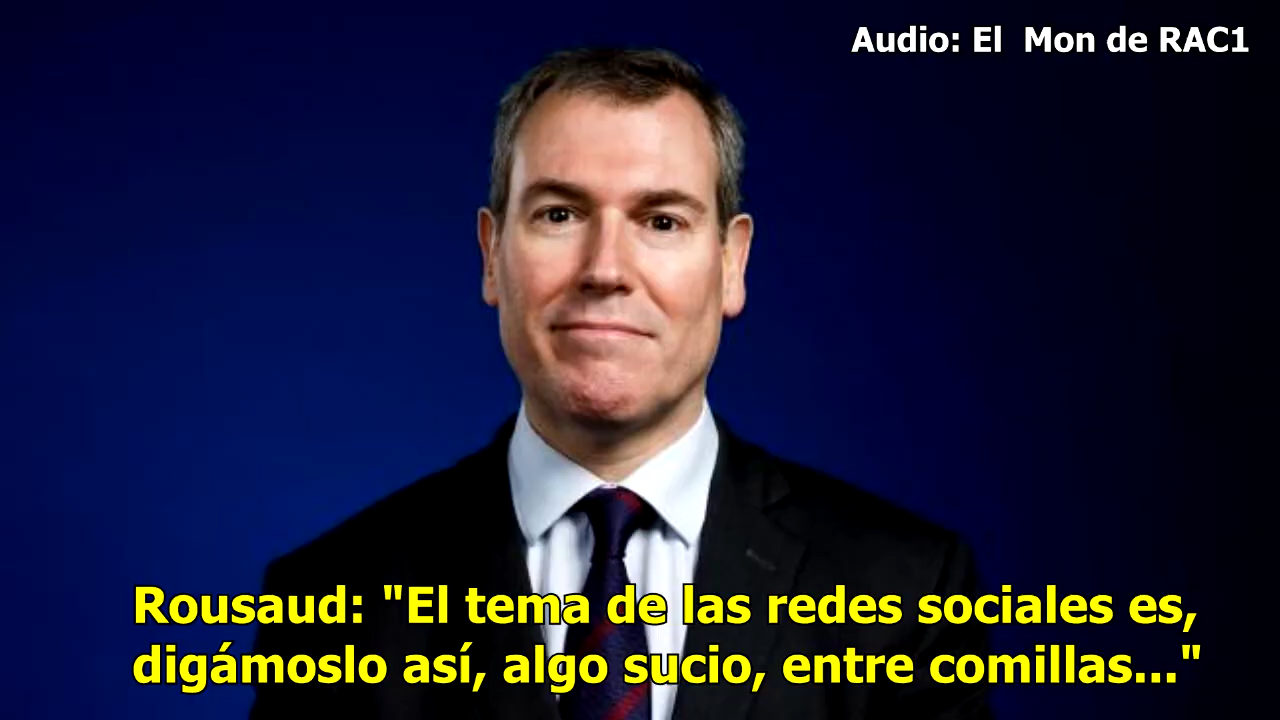 Audio: El  Mon de RAC1
Rousaud: "El tema de las redes sociales es,
digámoslo así, algo sucio, entre comillas..."